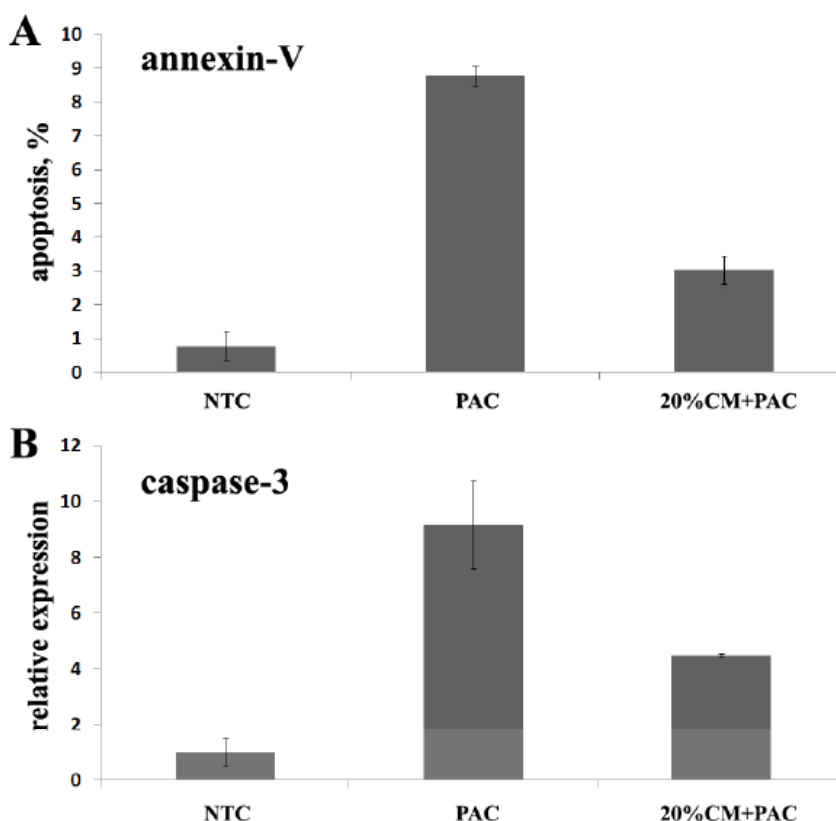 A
annexin-V
apoptosis, %
10
9
8
7
6
5
4
3
2
1
0
NTC PAC 20%CM+PAC
B
caspase-3
relative expression
12
10
8
6
4
2
0
NTC PAC 20%CM+PAC